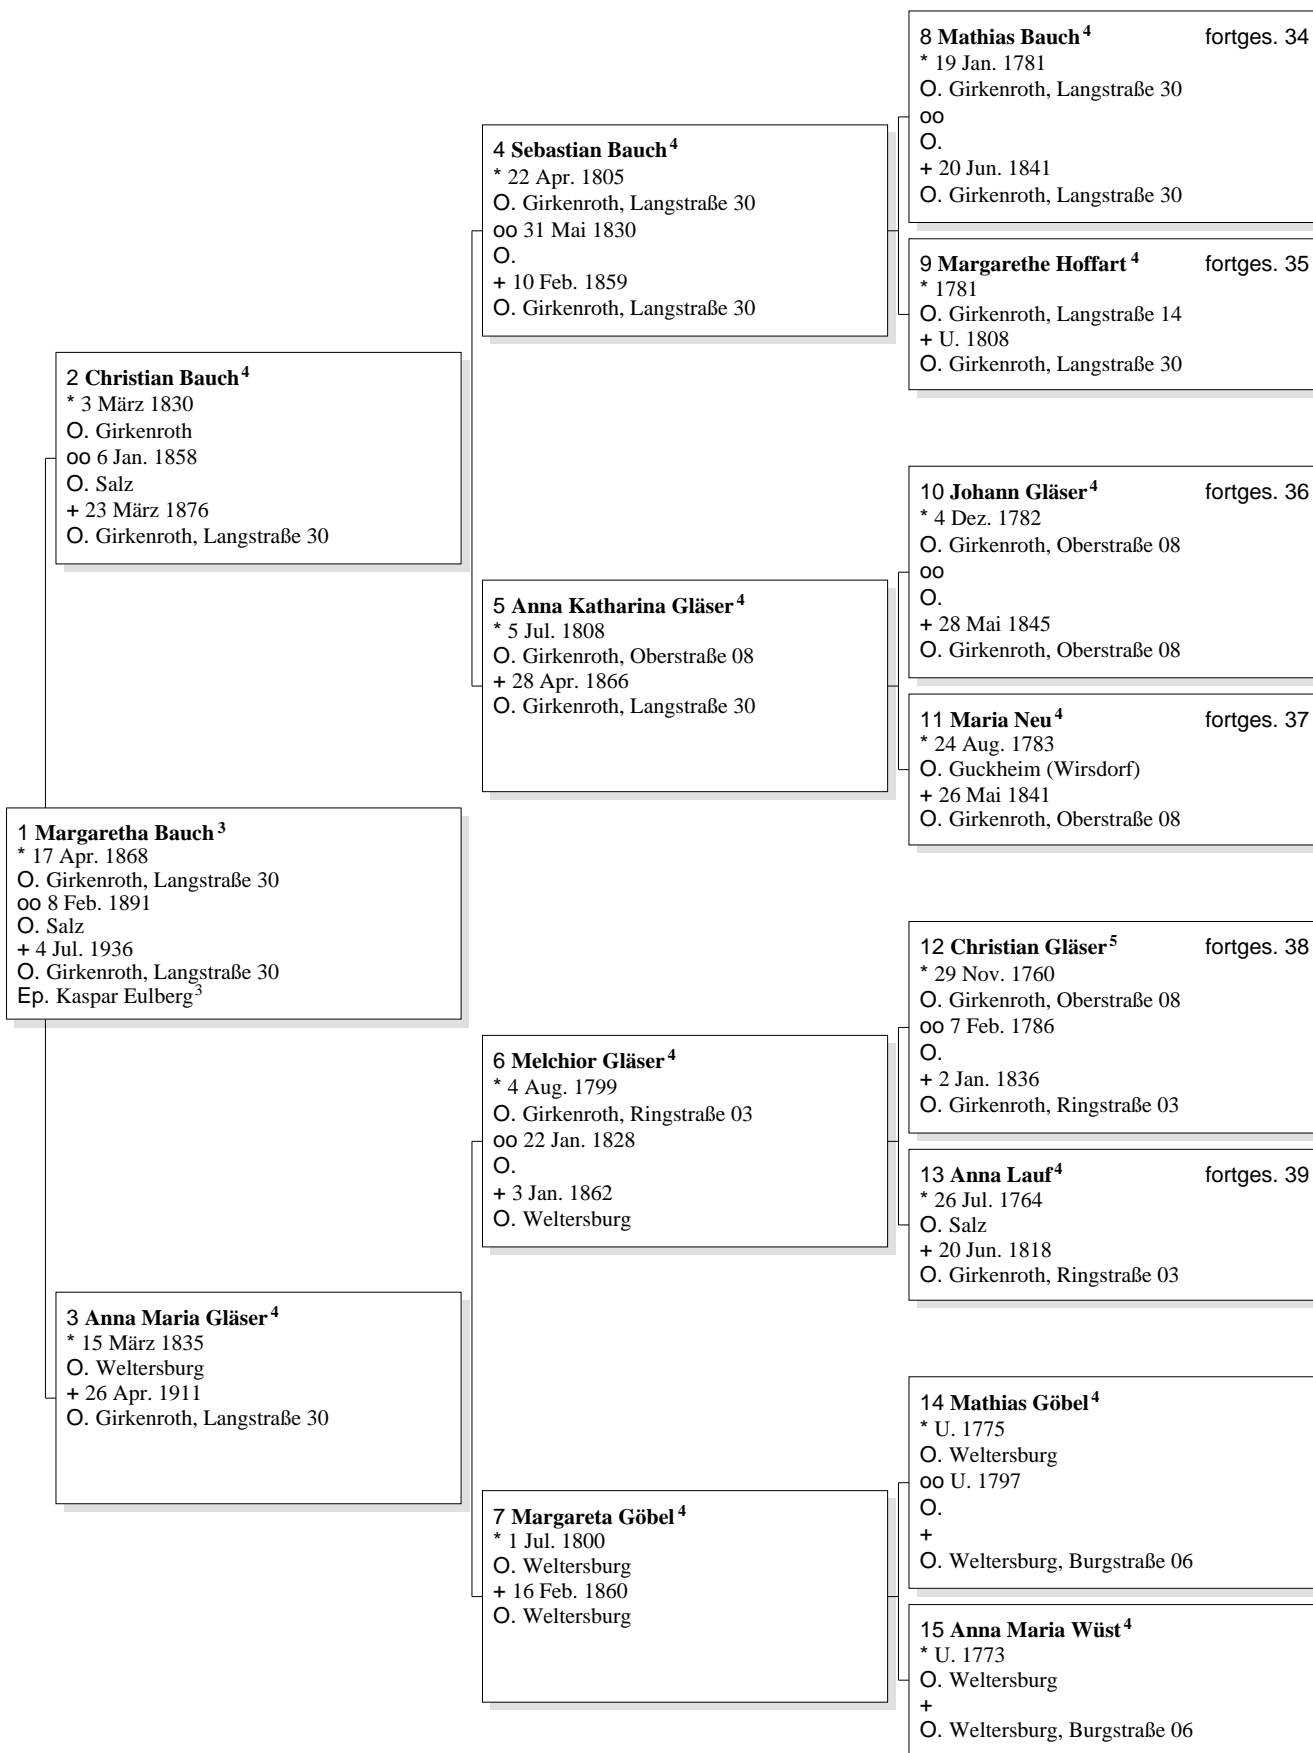 8 Mathias Bauch 4 fortges. 34
* 19 Jan. 1781
O. Girkenroth, Langstraße 30
oo
O.
+ 20 Jun. 1841
O. Girkenroth, Langstraße 30
4 Sebastian Bauch 4
* 22 Apr. 1805
O. Girkenroth, Langstraße 30
oo 31 Mai 1830
O.
+ 10 Feb. 1859
O. Girkenroth, Langstraße 30
9 Margarethe Hoffart 4 fortges. 35
* 1781
O. Girkenroth, Langstraße 14
+ U. 1808
O. Girkenroth, Langstraße 30
2 Christian Bauch 4
* 3 März 1830
O. Girkenroth
oo 6 Jan. 1858
O. Salz
+ 23 März 1876
O. Girkenroth, Langstraße 30
10 Johann Gläser 4 fortges. 36
* 4 Dez. 1782
O. Girkenroth, Oberstraße 08
oo
O.
+ 28 Mai 1845
O. Girkenroth, Oberstraße 08
5 Anna Katharina Gläser 4
* 5 Jul. 1808
O. Girkenroth, Oberstraße 08
+ 28 Apr. 1866
O. Girkenroth, Langstraße 30
11 Maria Neu 4 fortges. 37
* 24 Aug. 1783
O. Guckheim (Wirsdorf)
+ 26 Mai 1841
O. Girkenroth, Oberstraße 08
1 Margaretha Bauch 3
* 17 Apr. 1868
O. Girkenroth, Langstraße 30
oo 8 Feb. 1891
O. Salz
+ 4 Jul. 1936
O. Girkenroth, Langstraße 30
Ep. Kaspar Eulberg 3
12 Christian Gläser 5 fortges. 38
* 29 Nov. 1760
O. Girkenroth, Oberstraße 08
oo 7 Feb. 1786
O.
+ 2 Jan. 1836
O. Girkenroth, Ringstraße 03
6 Melchior Gläser 4
* 4 Aug. 1799
O. Girkenroth, Ringstraße 03
oo 22 Jan. 1828
O.
+ 3 Jan. 1862
O. Weltersburg
13 Anna Lauf 4 fortges. 39
* 26 Jul. 1764
O. Salz
+ 20 Jun. 1818
O. Girkenroth, Ringstraße 03
3 Anna Maria Gläser 4
* 15 März 1835
O. Weltersburg
+ 26 Apr. 1911
O. Girkenroth, Langstraße 30
14 Mathias Göbel 4
* U. 1775
O. Weltersburg
oo U. 1797
O.
+
O. Weltersburg, Burgstraße 06
7 Margareta Göbel 4
* 1 Jul. 1800
O. Weltersburg
+ 16 Feb. 1860
O. Weltersburg
15 Anna Maria Wüst 4
* U. 1773
O. Weltersburg
+
O. Weltersburg, Burgstraße 06